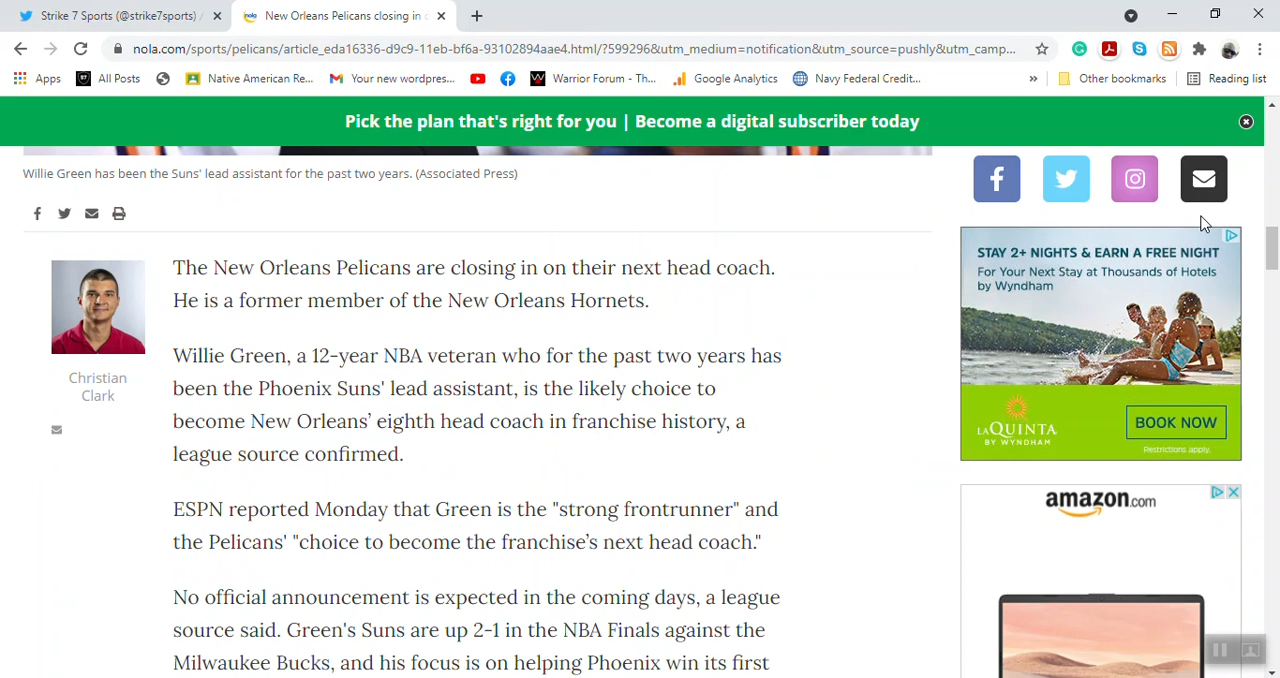 Strike 7 Sports (@strike7sports) /
New Orleans Pelicans closing in
nola.com/sports/pelicans/article_eda16336-d9c9-11eb-bf6a-93102894aae4.html/?599296&utm_medium=notification&utm_source=pushly&utm_camp...
Apps
All Posts
Native American Re...
Your new wordpres...
Warrior Forum - Th...
Google Analytics
Navy Federal Credit...
»
Other bookmarks
Reading list
Pick the plan that's right for you | Become a digital subscriber today
Willie Green has been the Suns' lead assistant for the past two years. (Associated Press)
Christian
Clark
The New Orleans Pelicans are closing in on their next head coach.
He is a former member of the New Orleans Hornets.
Willie Green, a 12-year NBA veteran who for the past two years has
been the Phoenix Suns' lead assistant, is the likely choice to
become New Orleans’ eighth head coach in franchise history, a
league source confirmed.
ESPN reported Monday that Green is the "strong frontrunner" and
the Pelicans' "choice to become the franchise’s next head coach."
No official announcement is expected in the coming days, a league
source said. Green's Suns are up 2-1 in the NBA Finals against the
Milwaukee Bucks, and his focus is on helping Phoenix win its first
STAY 2+ NIGHTS & EARN A FREE NIGHT
For Your Next Stay at Thousands of Hotels
by Wyndham
LAQUINTA
BY WYNDHAM
BOOK NOW
Restrictions apply.
amazon.com